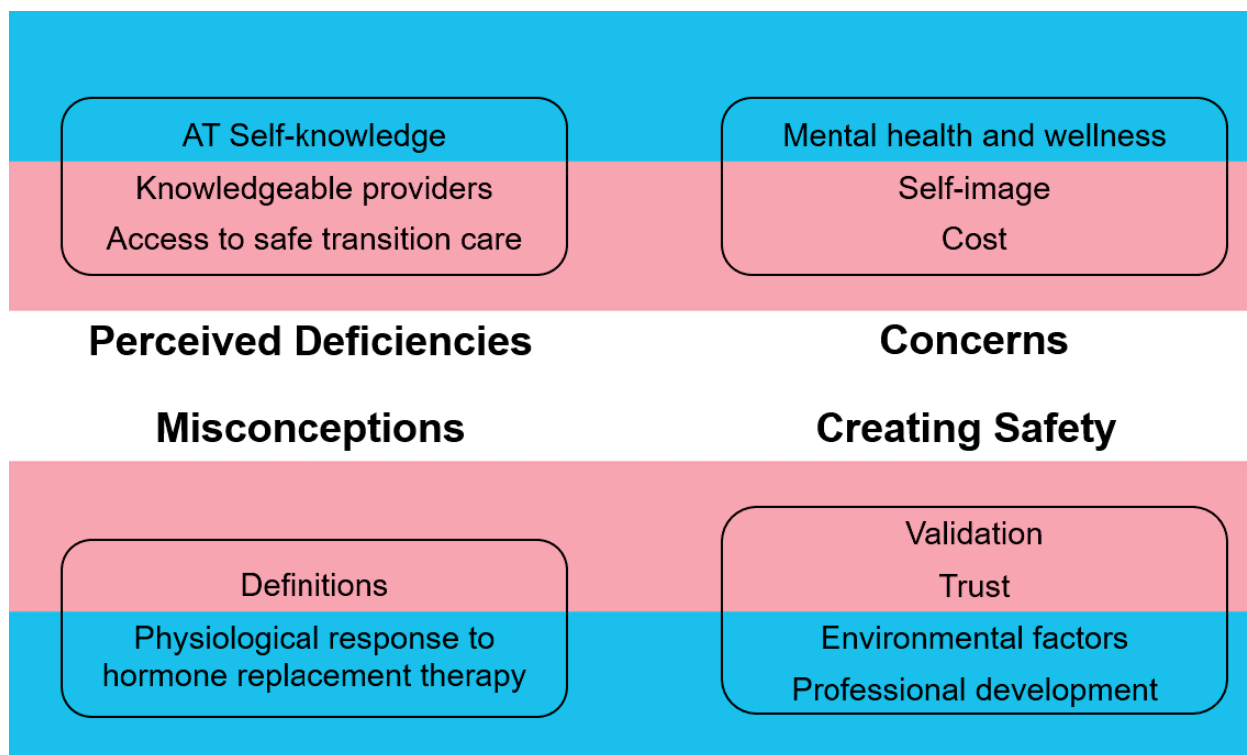 AT Self-knowledge
Knowledgeable providers
Access to safe transition care
Perceived Deficiencies
Mental health and wellness
Self-image
Cost
Concerns
Misconceptions
Definitions
Physiological response to
hormone replacement therapy
Creating Safety
Validation
Trust
Environmental factors
Professional development